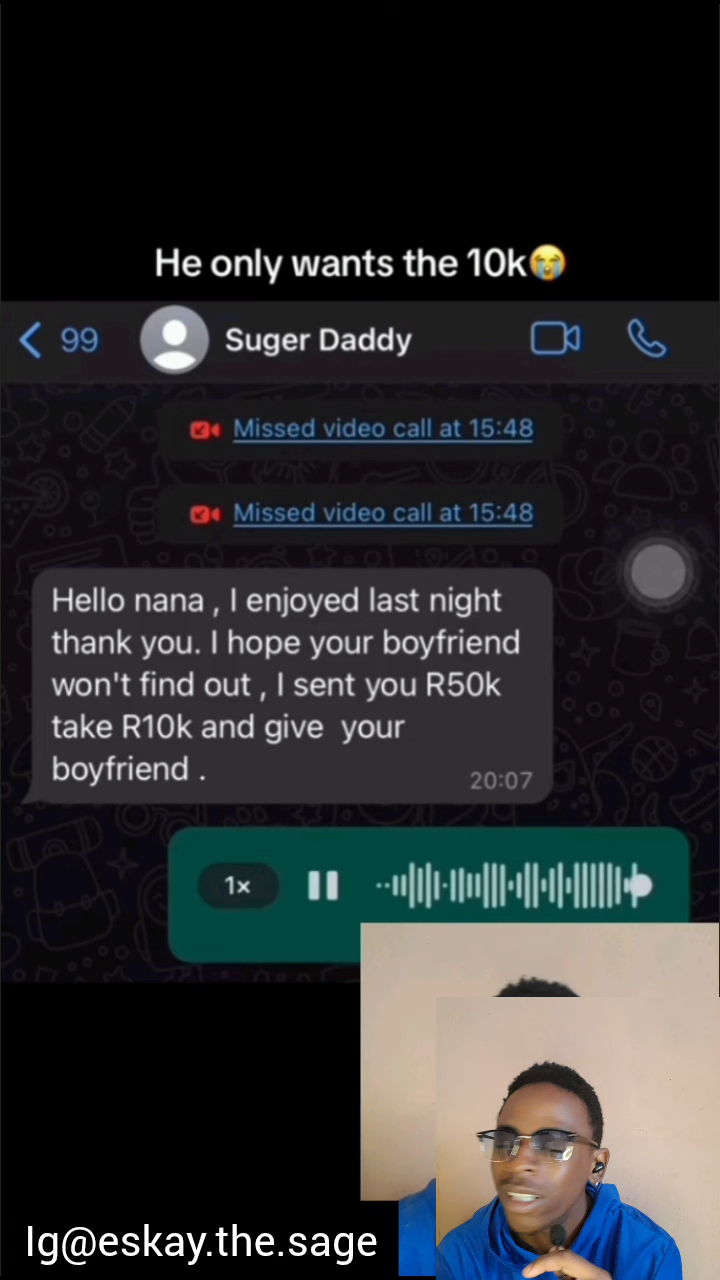 He only wants the 10k😭
99
Suger Daddy
Missed video call at 15:48
Missed video call at 15:48
Hello nana , I enjoyed last night
thank you. I hope your boyfriend
won't find out , I sent you R50k
take R10k and give  your
boyfriend .
20:07
1×
Ig@eskay.the.sage